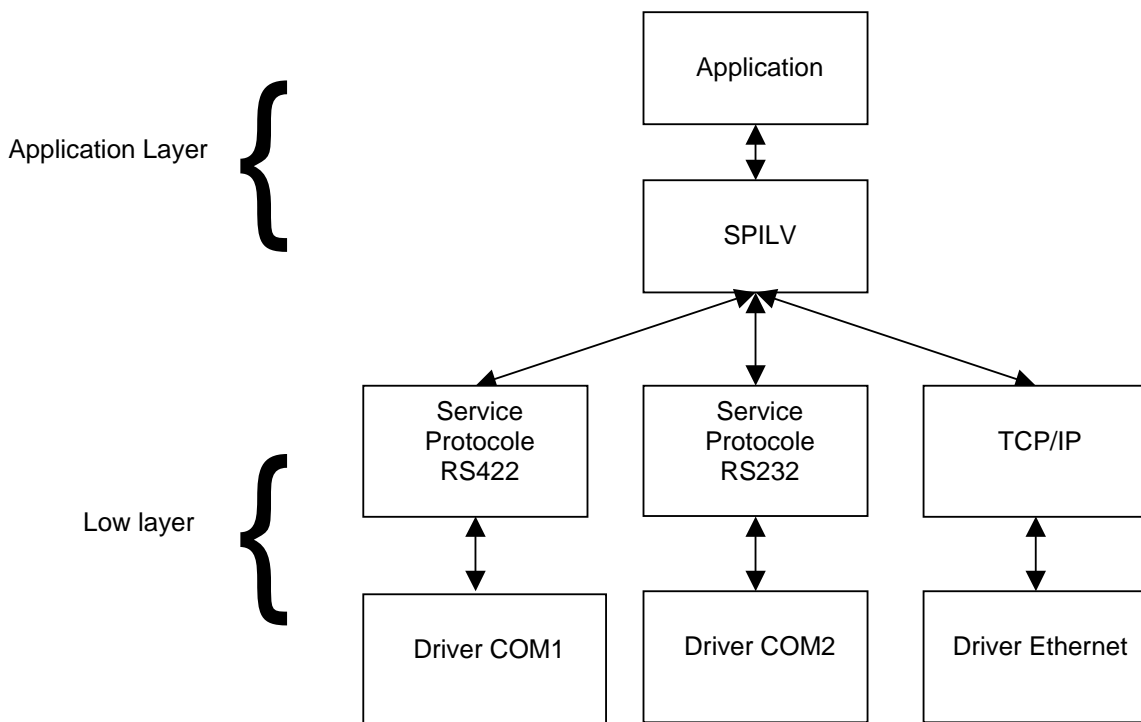 Application
Application Layer
SPILV
Service
Protocole
RS422
Service
Protocole
RS232
TCP/IP
Low layer
Driver COM1
Driver COM2
Driver Ethernet